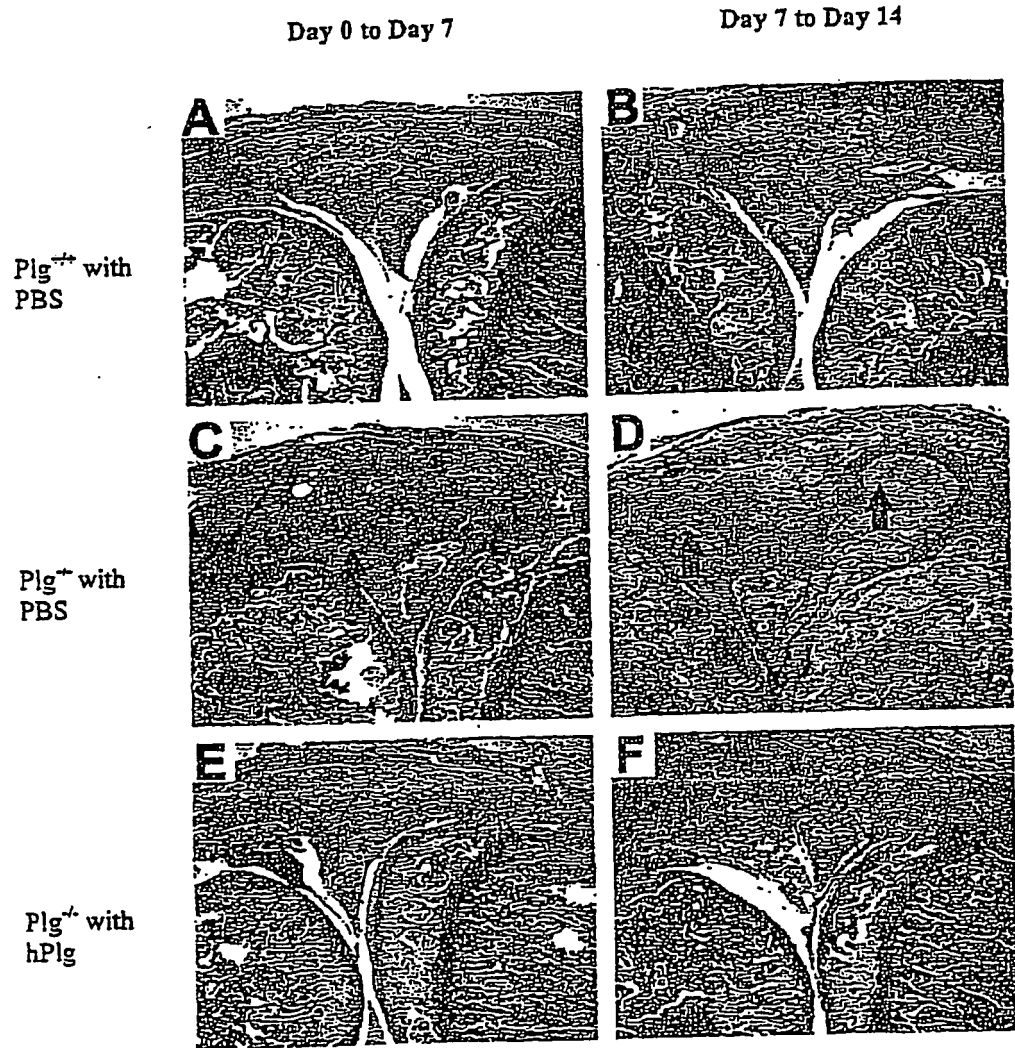 Day 0 to Day 7
Day 7 to Day 14
A
B
Plg+/+ with
PBS
C
D
Plg-/- with
PBS
E
F
Plg-/- with
hPlg